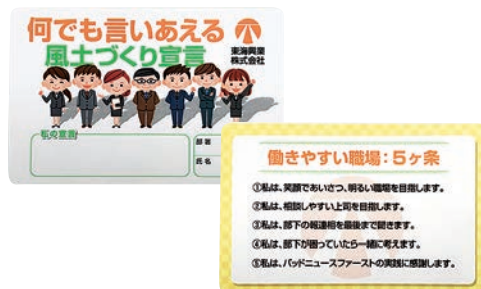 何でも言いあえる
風土づくり宣言
東海興業
株式会社
私の宣言
部署
氏名
働きやすい職場：5ヶ条
①私は、笑顔であいさつ、明るい職場を目指します。
②私は、相談しやすい上司を目指します。
③私は、部下の報連相を最後まで聞きます。
④私は、部下が困っていたら一緒に考えます。
⑤私は、バッドニュースファーストの実践に感謝します。